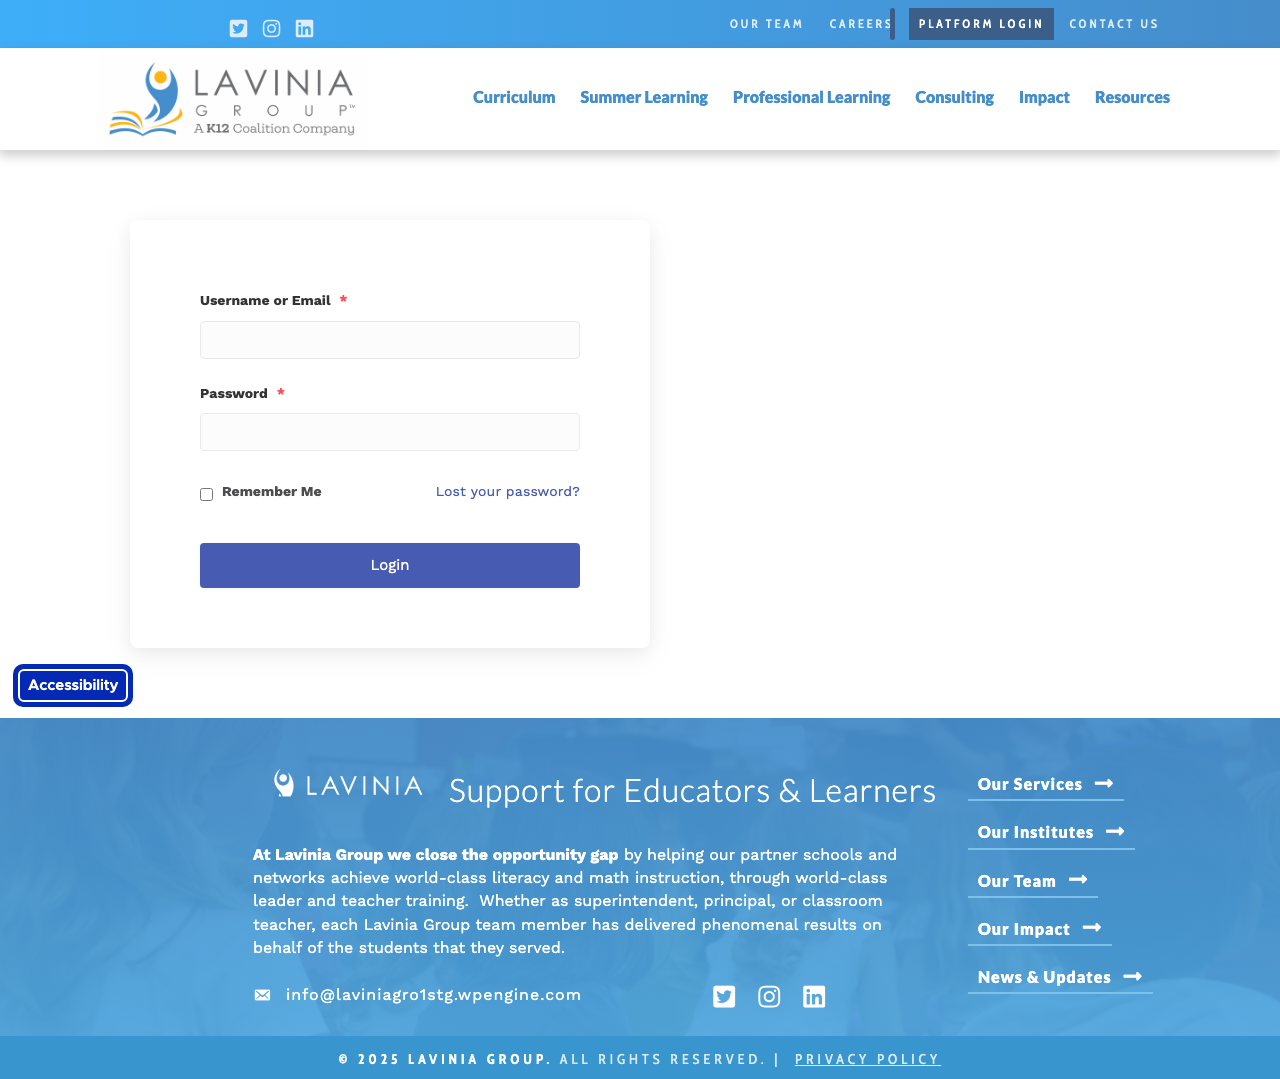 OUR TEAM CAREERS PLATFORM LOGIN CONTACT US
LAVINIA
GROUP™
A K12 Coalition Company
Curriculum Summer Learning Professional Learning Consulting Impact Resources
Username or Email *
Password *
Remember Me Lost your password?
Login
Accessibility
LAVINIA
Support for Educators & Learners
At Lavinia Group we close the opportunity gap by helping our partner schools and
networks achieve world-class literacy and math instruction, through world-class
leader and teacher training. Whether as superintendent, principal, or classroom
teacher, each Lavinia Group team member has delivered phenomenal results on
behalf of the students that they served.
info@laviniagro1stg.wpengine.com
Our Services
Our Institutes
Our Team
Our Impact
News & Updates
© 2025 LAVINIA GROUP. ALL RIGHTS RESERVED. | PRIVACY POLICY